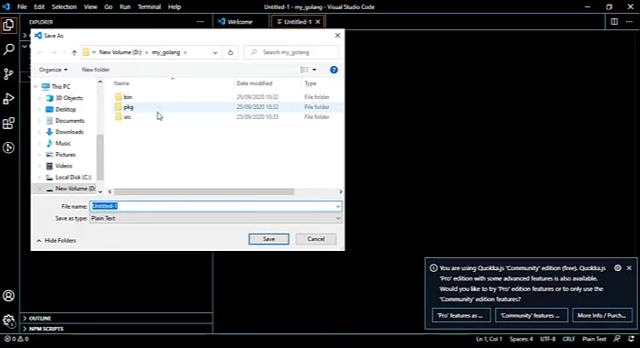 File Edit Selection View Go Run Terminal Help
Untitled-1 - Visual Studio Code
EXPLORER
Welcome
Untitled-1
Save As
New Volume (D:) › my_golang ›
Search my_golang
Organize
New folder
This PC
3D Objects
Desktop
Documents
Downloads
Music
Pictures
Videos
Local Disk (C:)
New Volume (D:
Name
Date modified
Type
bin
25/09/2020 10:32
File folder
pkg
25/09/2020 10:32
File folder
src
25/09/2020 10:33
File folder
File name:
Untitled-1
Save as type:
Plain Text
Hide Folders
Save
Cancel
You are using Quokka.js 'Community' edition (free). Quokka.js
'Pro' edition with some advanced features is also available.
Would you like to try 'Pro' edition features or to only use the
'Community' edition features?
'Pro' features as ...
'Community' features ...
More Info / Purch...
OUTLINE
NPM SCRIPTS
0 0
Ln 1, Col 1
Spaces: 4
UTF-8
CRLF
Plain Text